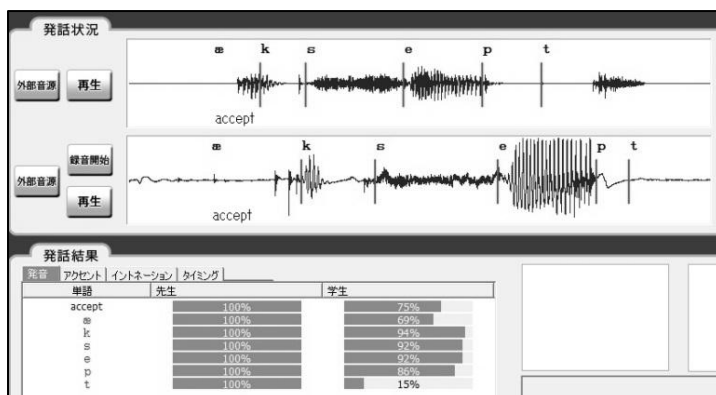 発話状況
æ k s e p t
外部音源 再生
accept
æ k s e p t
録音開始
外部音源
再生
accept
発話結果
発音 アクセント イントネーション タイミング
単語 先生 学生
accept 100% 75%
æ 100% 69%
k 100% 94%
s 100% 92%
e 100% 92%
p 100% 86%
t 100% 15%